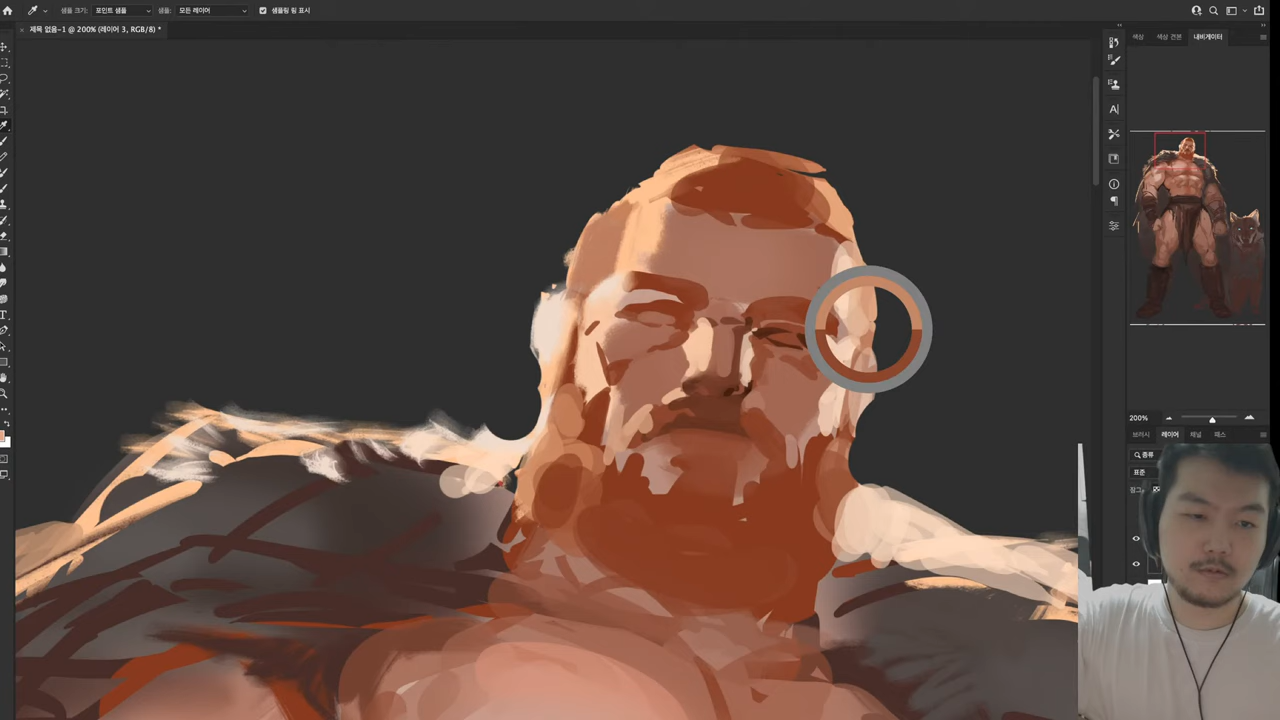 샘플 크기: 포인트 샘플 샘플: 모든 레이어 샘플링 링 표시
× 제목 없음-1 @ 200% (레이어 3, RGB/8) *
색상 색상 견본 내비게이터
200%
브러시 레이어 채널 패스
종류
표준
잠그